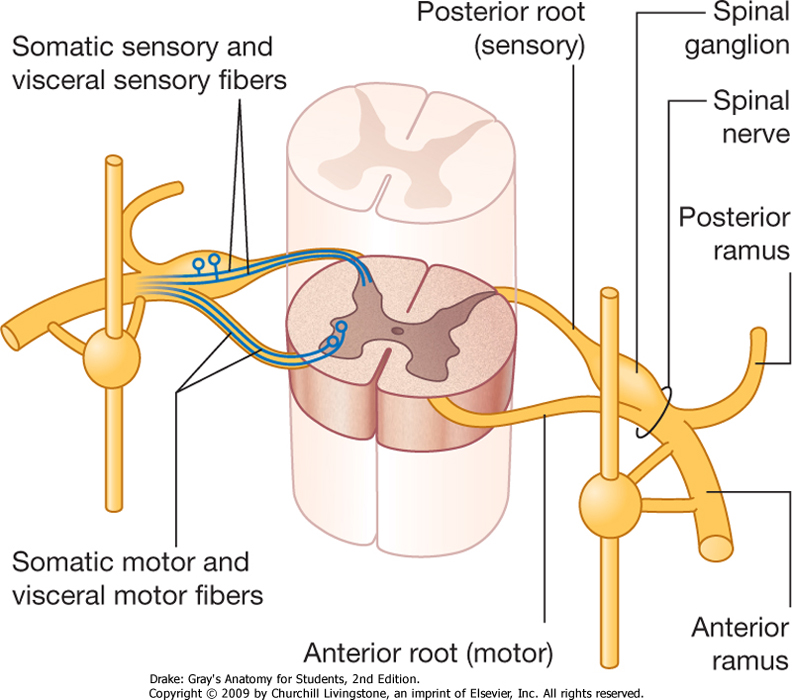 Somatic sensory and
visceral sensory fibers
Posterior root
(sensory)
Spinal
ganglion
Spinal
nerve
Posterior
ramus
Somatic motor and
visceral motor fibers
Anterior root (motor)
Anterior
ramus
Drake: Gray's Anatomy for Students, 2nd Edition.
Copyright © 2009 by Churchill Livingstone, an imprint of Elsevier, Inc. All rights reserved.